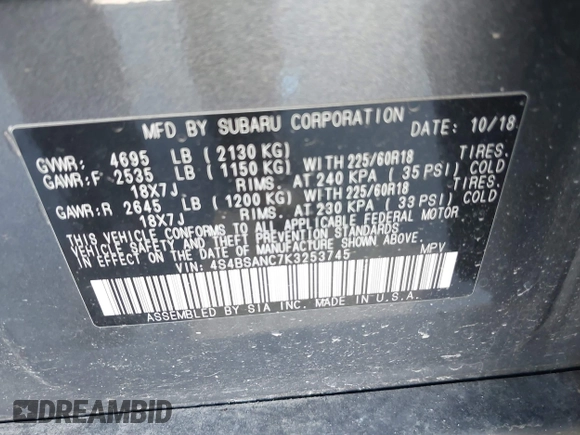 MFD BY SUBARU CORPORATION DATE: 10/18
GVWR: 4695 LB ( 2130 KG)
GAWR:F 2535 LB ( 1150 KG) WITH 225/60R18 TIRES.
18X7J RIMS. AT 240 KPA ( 35 PSI) COLD
GAWR:R 2645 LB ( 1200 KG) WITH 225/60R18 TIRES.
18X7J RIMS. AT 230 KPA ( 33 PSI) COLD
THIS VEHICLE CONFORMS TO ALL APPLICABLE FEDERAL MOTOR
VEHICLE SAFETY AND THEFT PREVENTION STANDARDS IN
EFFECT ON THE DATE OF MANUFACTURE SHOWN ABOVE.
VIN: 4S4BSANC7K3253745 MPV
ASSEMBLED BY SIA INC. MADE IN U.S.A.
DREAMBID